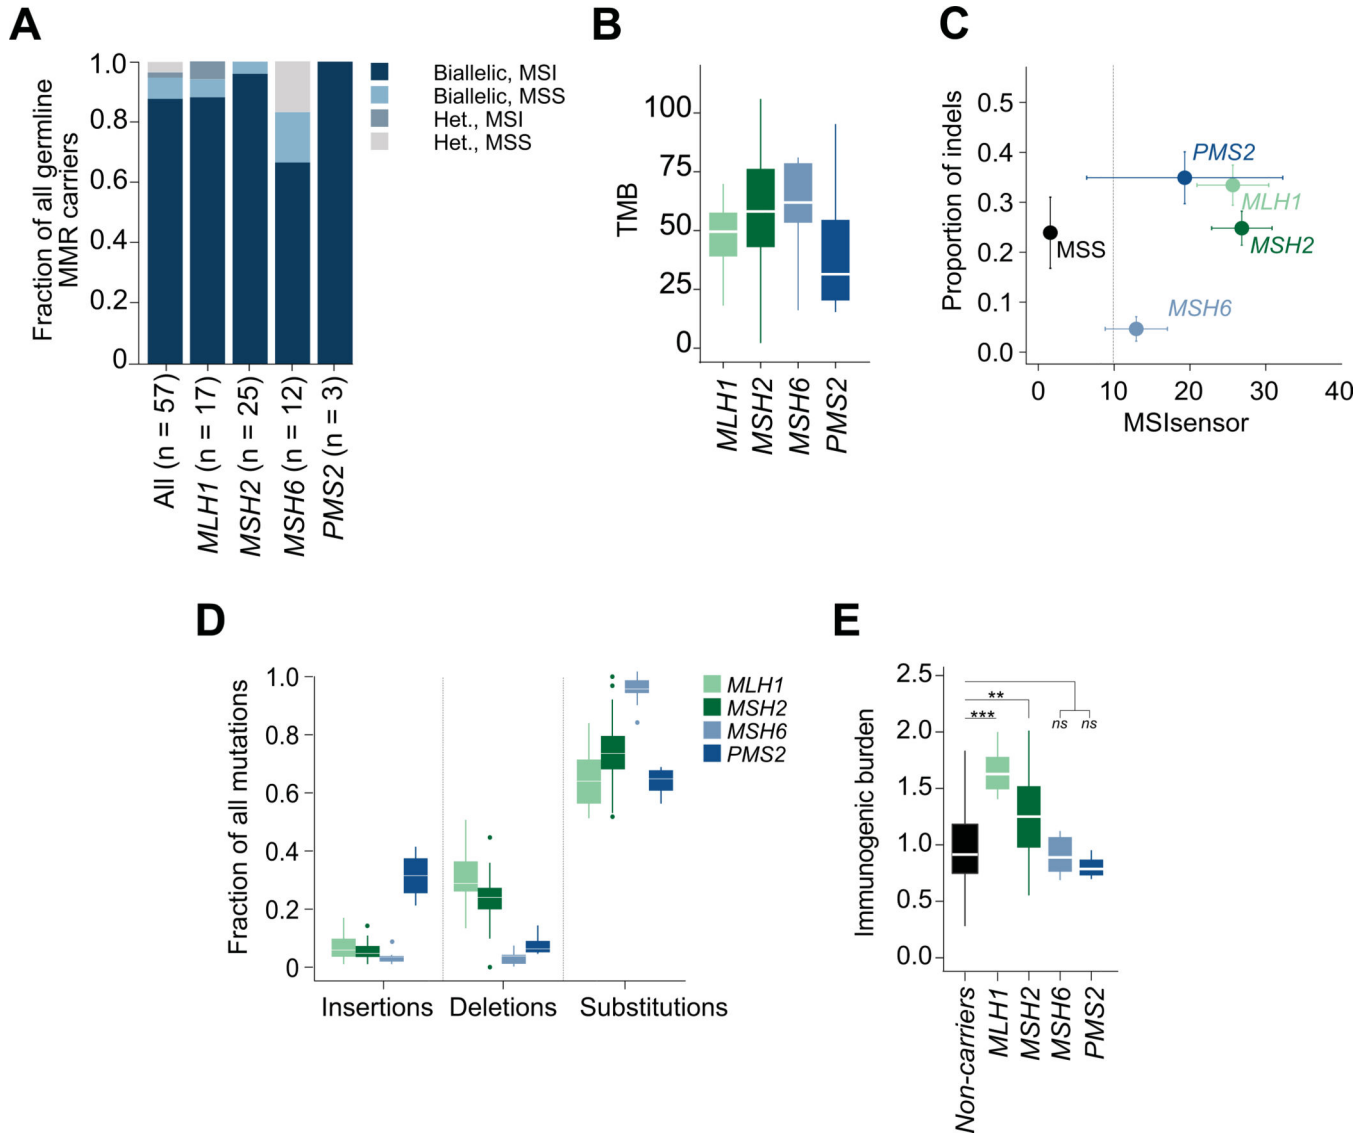 A
Fraction of all germline
MMR carriers
1.0
0.8
0.6
0.4
0.2
0
All (n = 57)
MLH1 (n = 17)
MSH2 (n = 25)
MSH6 (n = 12)
PMS2 (n = 3)
Biallelic, MSI
Biallelic, MSS
Het., MSI
Het., MSS
B
TMB
100
75
50
25
0
MLH1
MSH2
MSH6
PMS2
C
Proportion of indels
0.5
0.4
0.3
0.2
0.1
0.0
PMS2
MLH1
MSH2
MSS
MSH6
0
10
20
30
40
MSIsensor
D
Fraction of all mutations
1.0
0.8
0.6
0.4
0.2
0
Insertions
Deletions
Substitutions
MLH1
MSH2
MSH6
PMS2
E
Immunogenic burden
2.5
2.0
1.5
1.0
0.5
0.0
**
***
ns
ns
Non-carriers
MLH1
MSH2
MSH6
PMS2